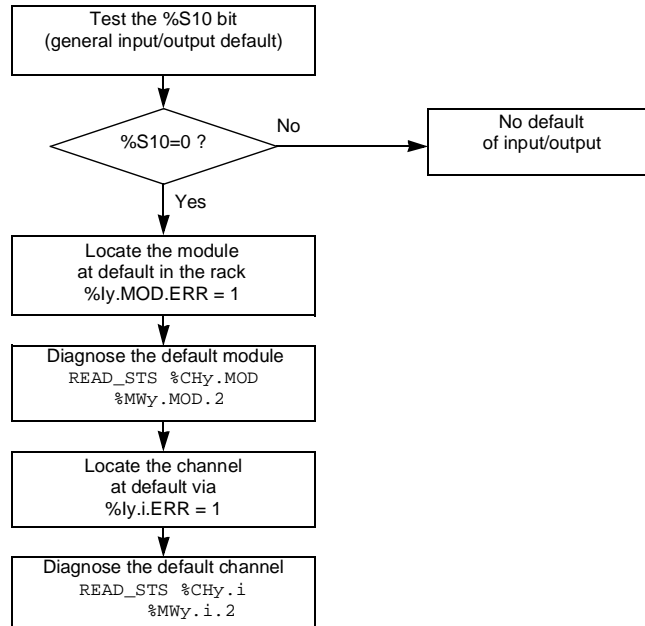 Test the %S10 bit
(general input/output default)
%S10=0 ?
No
No default
of input/output
Yes
Locate the module
at default in the rack
%Iy.MOD.ERR = 1
Diagnose the default module
READ_STS %CHy.MOD
%MWy.MOD.2
Locate the channel
at default via
%Iy.i.ERR = 1
Diagnose the default channel
READ_STS %CHy.i
%MWy.i.2